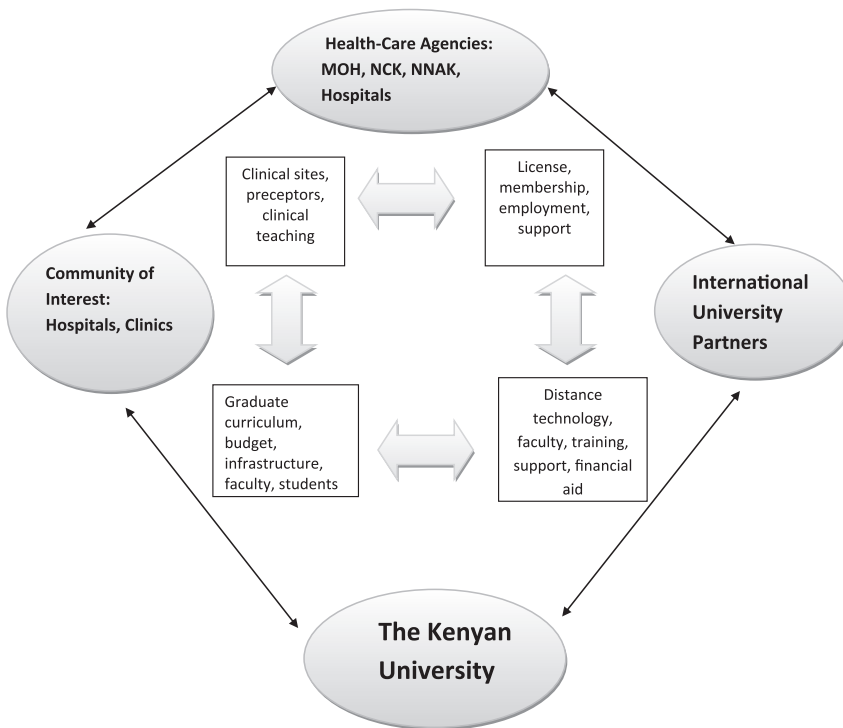 Health-Care Agencies:
MOH, NCK, NNAK,
Hospitals
Clinical sites,
preceptors,
clinical
teaching
License,
membership,
employment,
support
Community of
Interest:
Hospitals, Clinics
International
University
Partners
Graduate
curriculum,
budget,
infrastructure,
faculty, students
Distance
technology,
faculty, training,
support, financial
aid
The Kenyan
University